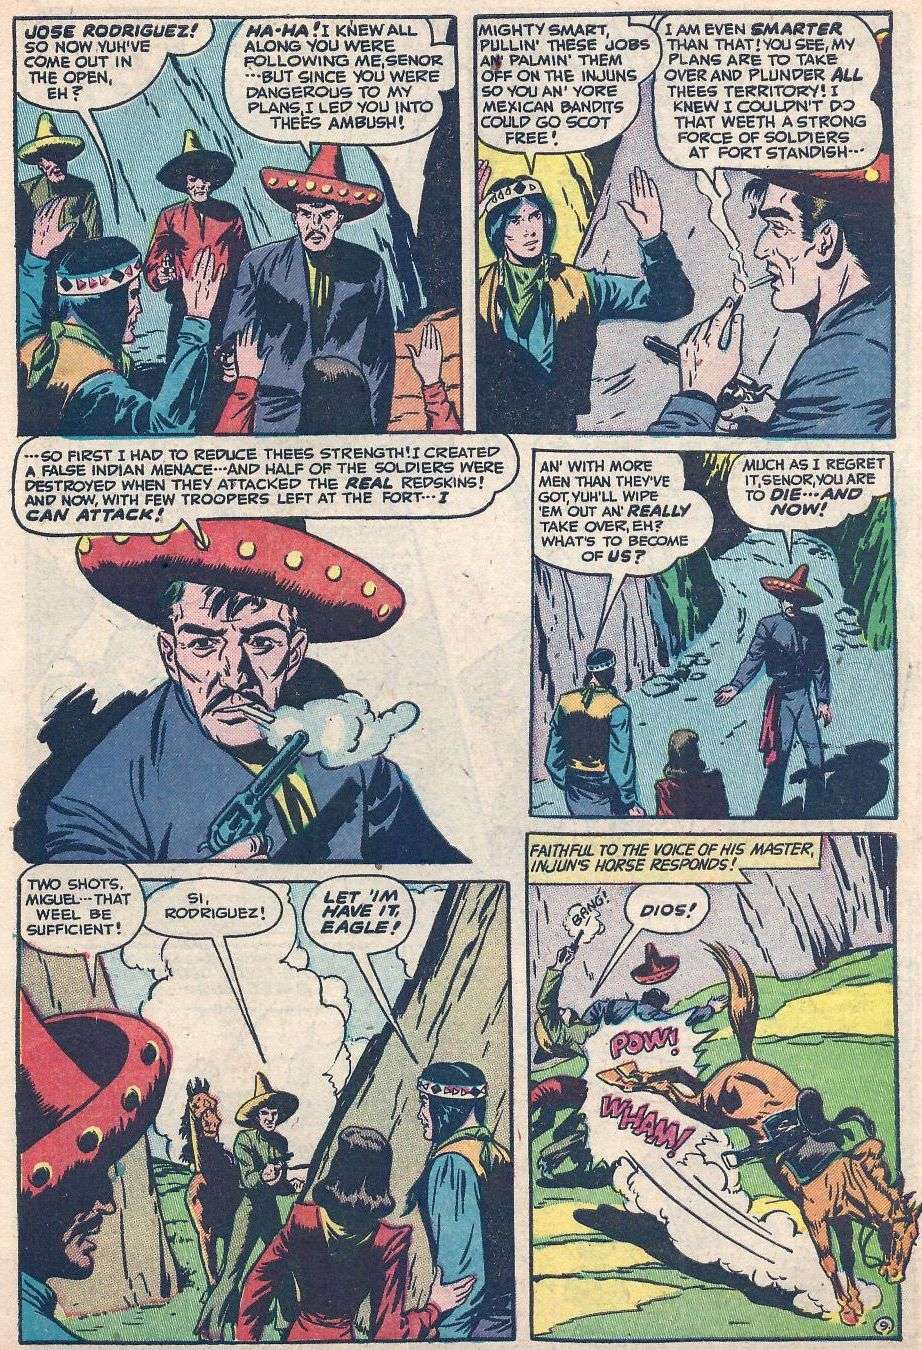 JOSE RODRIGUEZ!
SO NOW YUH'VE
COME OUT IN
THE OPEN,
EH?
HA-HA! I KNEW ALL
ALONG YOU WERE
FOLLOWING ME, SENOR
---BUT SINCE YOU WERE
DANGEROUS TO MY
PLANS, I LED YOU INTO
THEES AMBUSH!
MIGHTY SMART,
PULLIN' THESE JOBS
AN' PALMIN' THEM
OFF ON THE INJUNS
SO YOU AN' YORE
MEXICAN BANDITS
COULD GO SCOT
FREE!
I AM EVEN SMARTER
THAN THAT! YOU SEE, MY
PLANS ARE TO TAKE
OVER AND PLUNDER ALL
THEES TERRITORY! I
KNEW I COULDN'T DO
THAT WEETH A STRONG
FORCE OF SOLDIERS
AT FORT STANDISH---
---SO FIRST I HAD TO REDUCE THEES STRENGTH! I CREATED
A FALSE INDIAN MENACE---AND HALF OF THE SOLDIERS WERE
DESTROYED WHEN THEY ATTACKED THE REAL REDSKINS!
AND NOW, WITH FEW TROOPERS LEFT AT THE FORT---I
CAN ATTACK!
AN' WITH MORE
MEN THAN THEY'VE
GOT, YUH'LL WIPE
'EM OUT AN' REALLY
TAKE OVER, EH?
WHAT'S TO BECOME
OF US?
MUCH AS I REGRET
IT, SENOR, YOU ARE
TO DIE---AND
NOW!
TWO SHOTS,
MIGUEL---THAT
WEEL BE
SUFFICIENT!
SI,
RODRIGUEZ!
LET 'IM
HAVE IT,
EAGLE!
FAITHFUL TO THE VOICE OF HIS MASTER,
INJUN'S HORSE RESPONDS!
BANG!
DIOS!
POW!
WHAM!
9